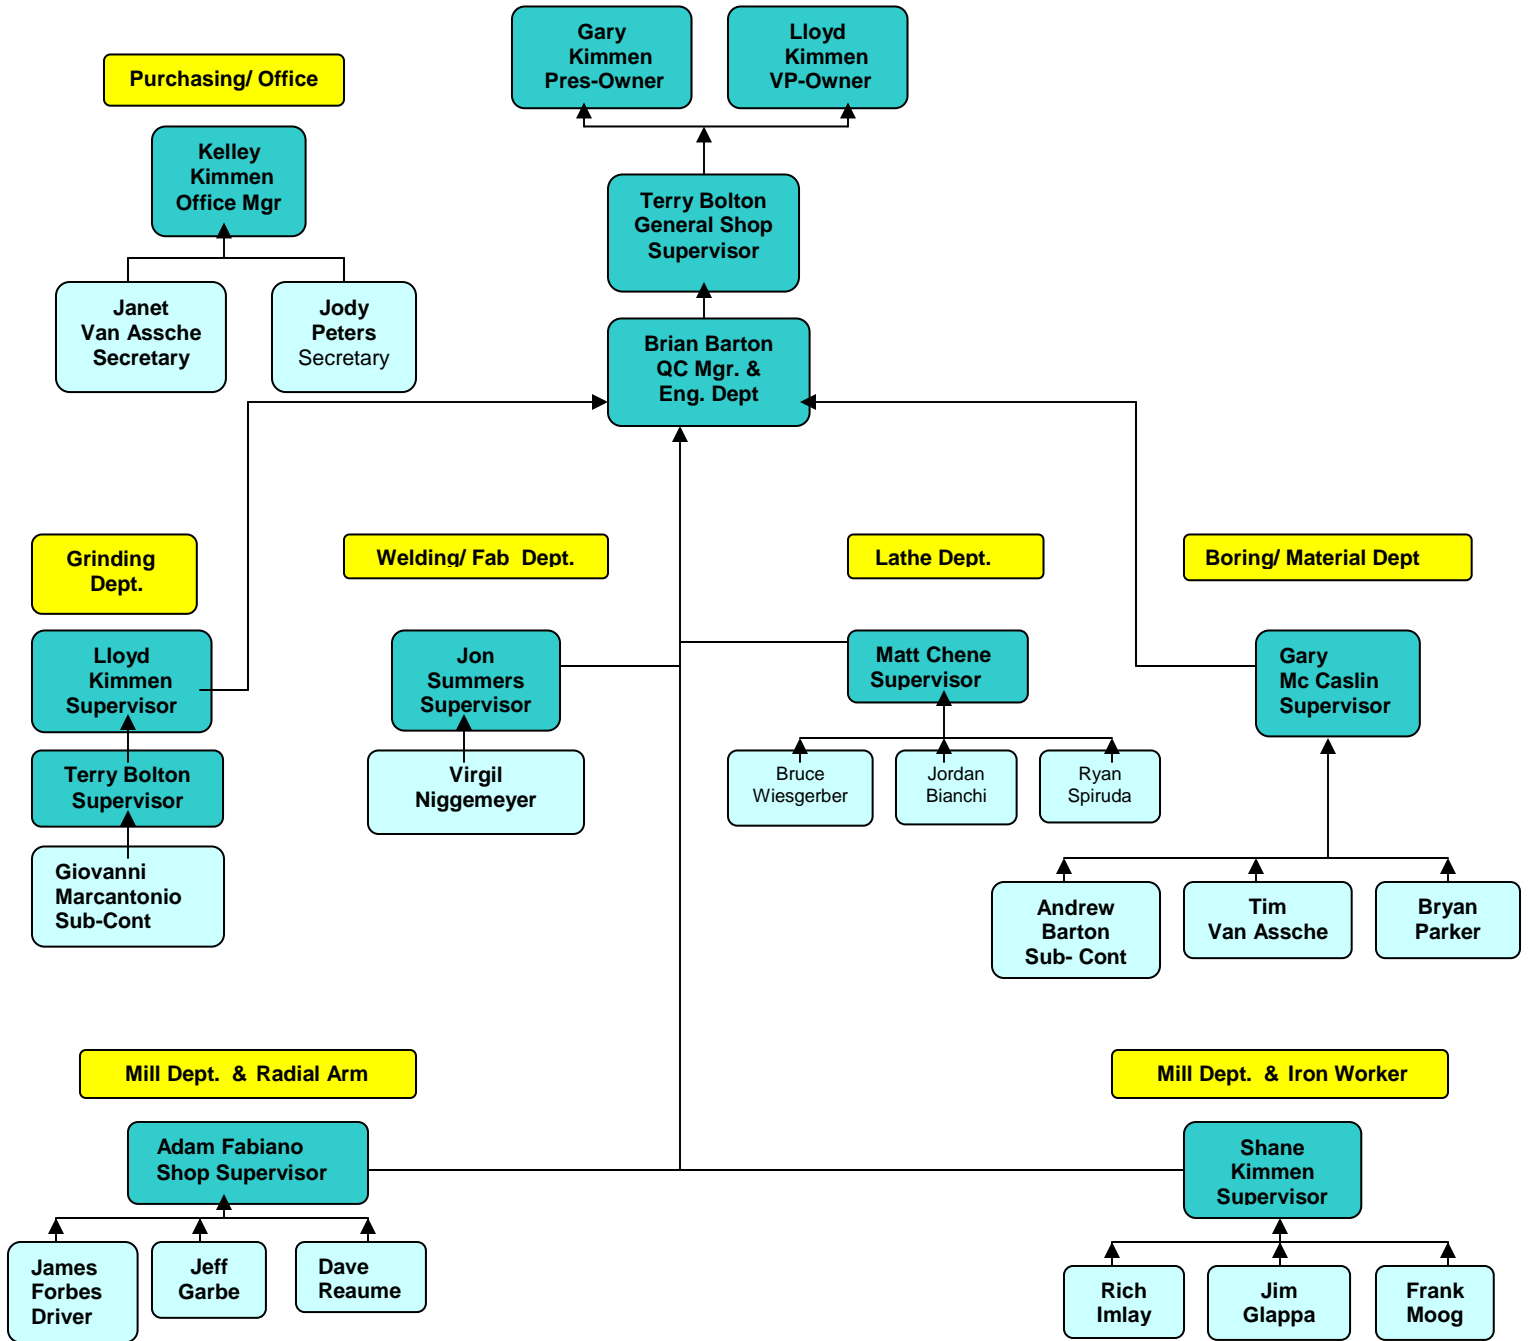 Gary
Kimmen
Pres-Owner
Lloyd
Kimmen
VP-Owner
Purchasing/ Office
Kelley
Kimmen
Office Mgr
Janet
Van Assche
Secretary
Jody
Peters
Secretary
Terry Bolton
General Shop
Supervisor
Brian Barton
QC Mgr. &
Eng. Dept
Grinding
Dept.
Lloyd
Kimmen
Supervisor
Terry Bolton
Supervisor
Giovanni
Marcantonio
Sub-Cont
Welding/ Fab Dept.
Jon
Summers
Supervisor
Virgil
Niggemeyer
Lathe Dept.
Matt Chene
Supervisor
Bruce
Wiesgerber
Jordan
Bianchi
Ryan
Spiruda
Boring/ Material Dept
Gary
Mc Caslin
Supervisor
Andrew
Barton
Sub- Cont
Tim
Van Assche
Bryan
Parker
Mill Dept. & Radial Arm
Adam Fabiano
Shop Supervisor
James
Forbes
Driver
Jeff
Garbe
Dave
Reaume
Mill Dept. & Iron Worker
Shane
Kimmen
Supervisor
Rich
Imlay
Jim
Glappa
Frank
Moog